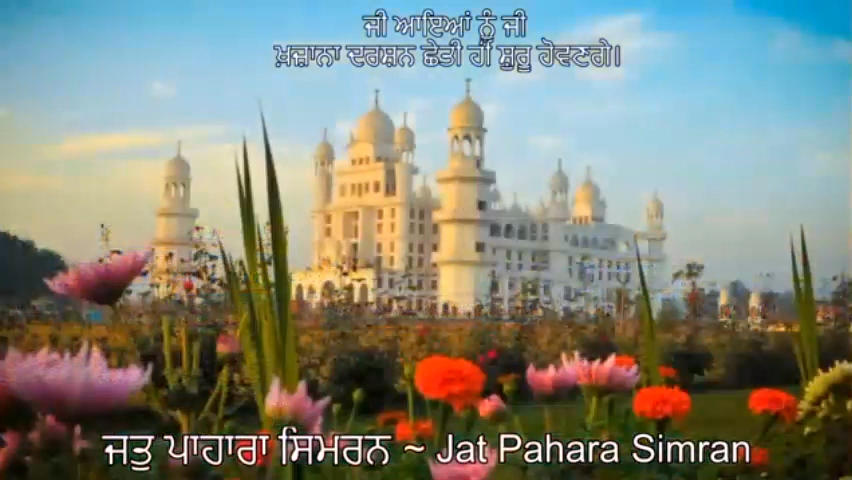 ਜੀ ਆਇਆਂ ਨੂੰ ਜੀ
ਖ਼ਜ਼ਾਨਾ ਦਰਸ਼ਨ ਛੇਤੀ ਹੀ ਸ਼ੁਰੂ ਹੋਵਣਗੇ।
ਜਤੁ ਪਾਹਾਰਾ ਸਿਮਰਨ ~ Jat Pahara Simran